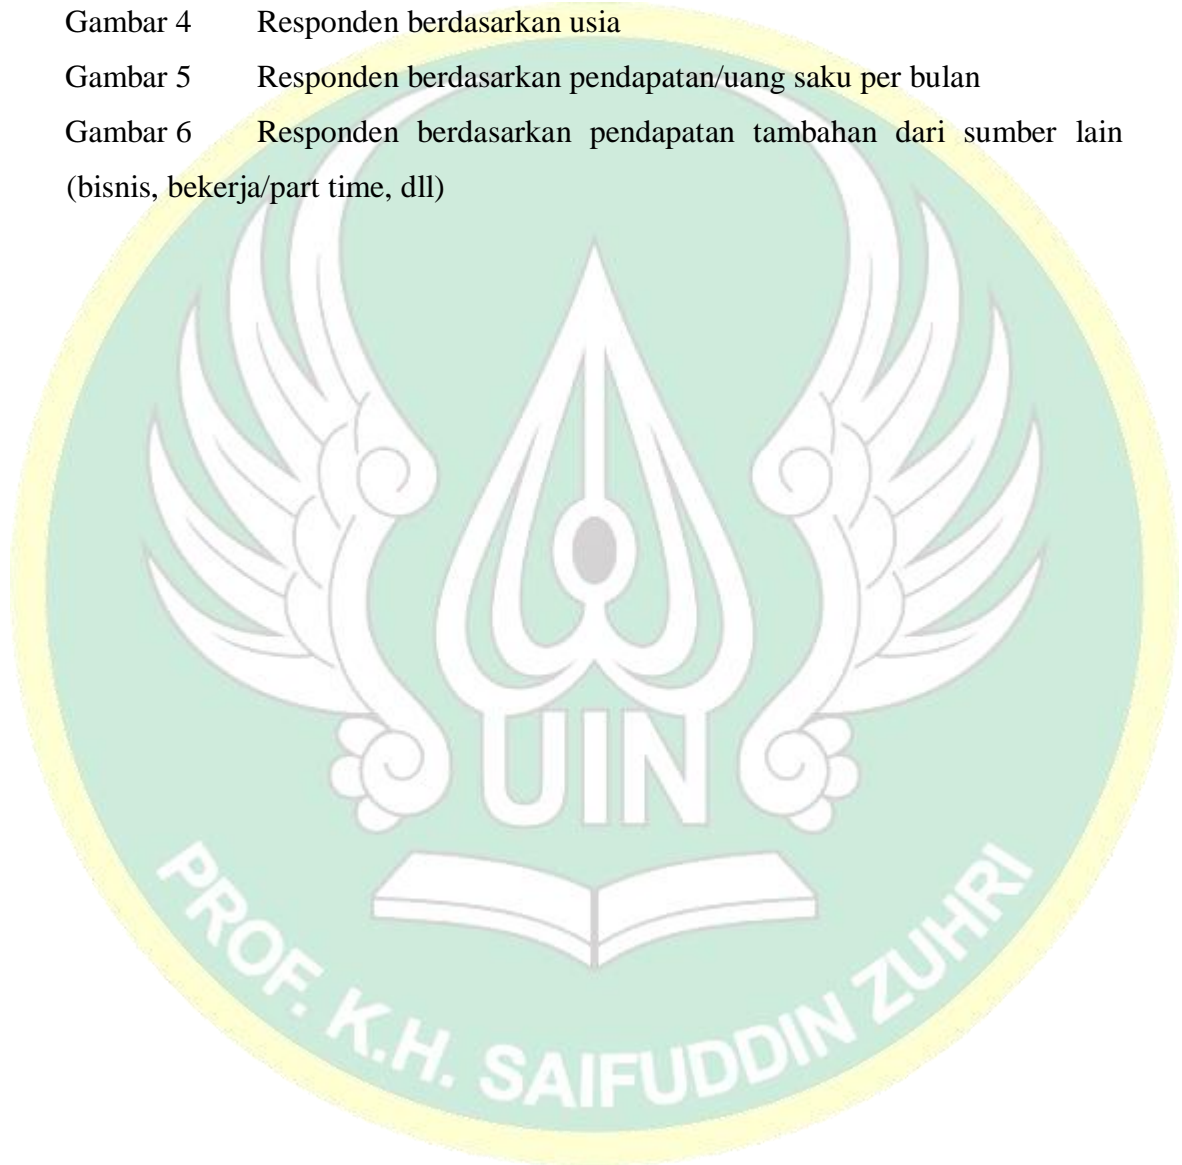 Gambar 4 Responden berdasarkan usia
Gambar 5 Responden berdasarkan pendapatan/uang saku per bulan
Gambar 6 Responden berdasarkan pendapatan tambahan dari sumber lain
(bisnis, bekerja/part time, dll)
UIN
PROF. K.H. SAIFUDDIN ZUHRI